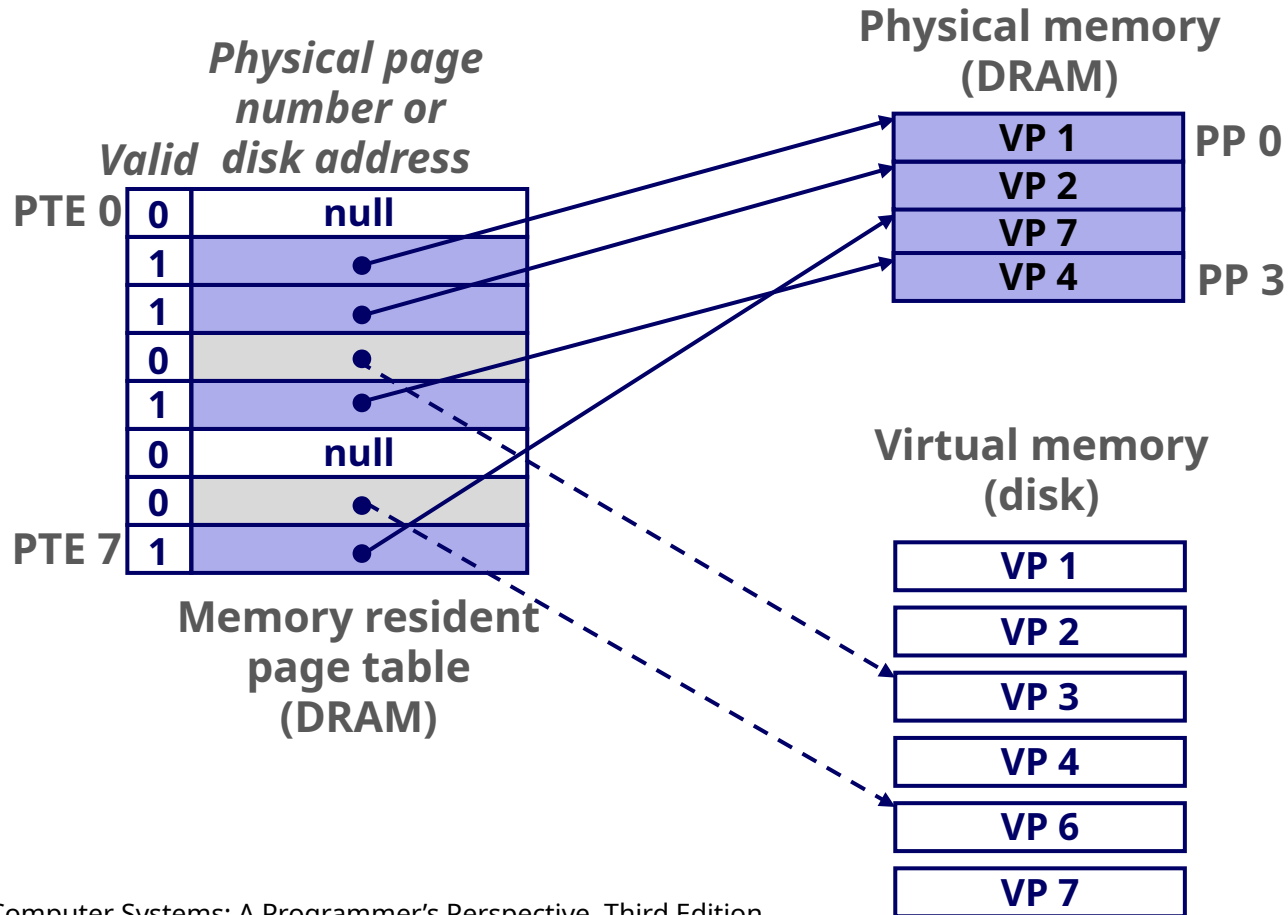 Physical memory
(DRAM)
Physical page
number or
disk address
Valid
PTE 0
0 null
1
1
0
1
0 null
0
PTE 7
1
Memory resident
page table
(DRAM)
VP 1
PP 0
VP 2
VP 7
VP 4
PP 3
Virtual memory
(disk)
VP 1
VP 2
VP 3
VP 4
VP 6
VP 7
Computer Systems: A Programmer’s Perspective, Third Edition